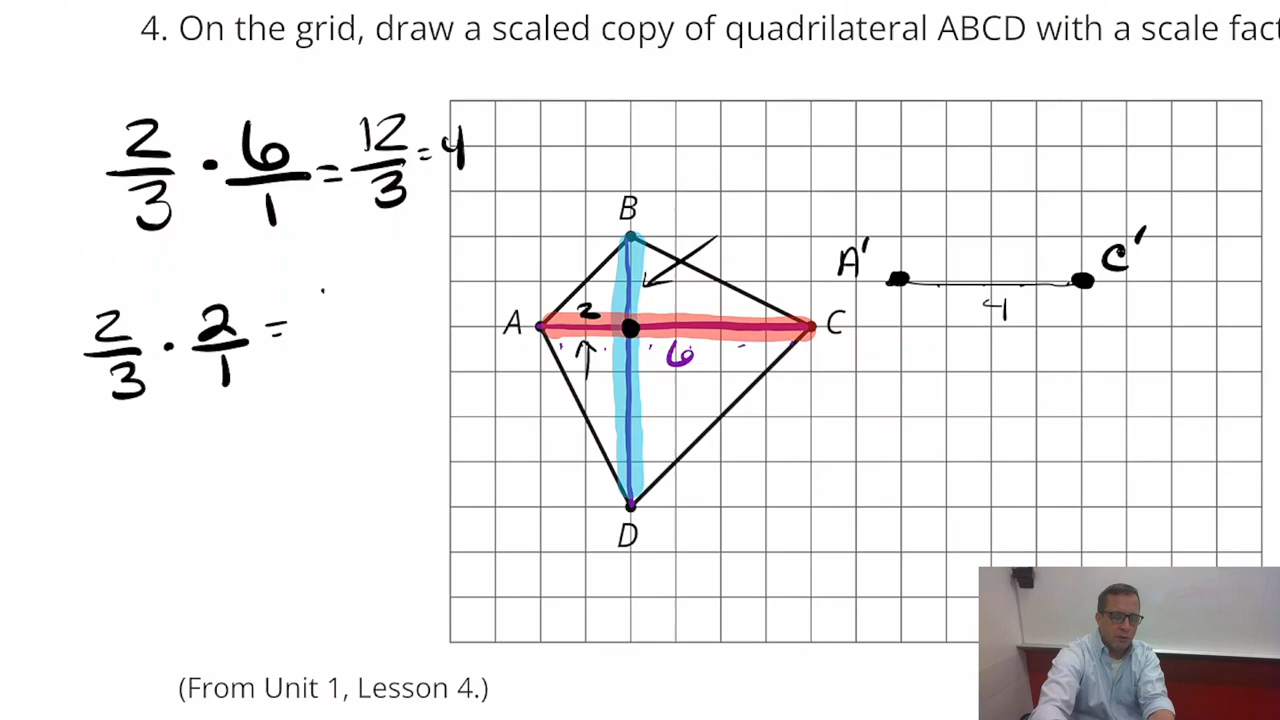 4. On the grid, draw a scaled copy of quadrilateral ABCD with a scale fact
2/3 · 6/1 = 12/3 = 4
2/3 · 2/1 =
B
A
2
C
6
D
A'
C'
4
(From Unit 1, Lesson 4.)